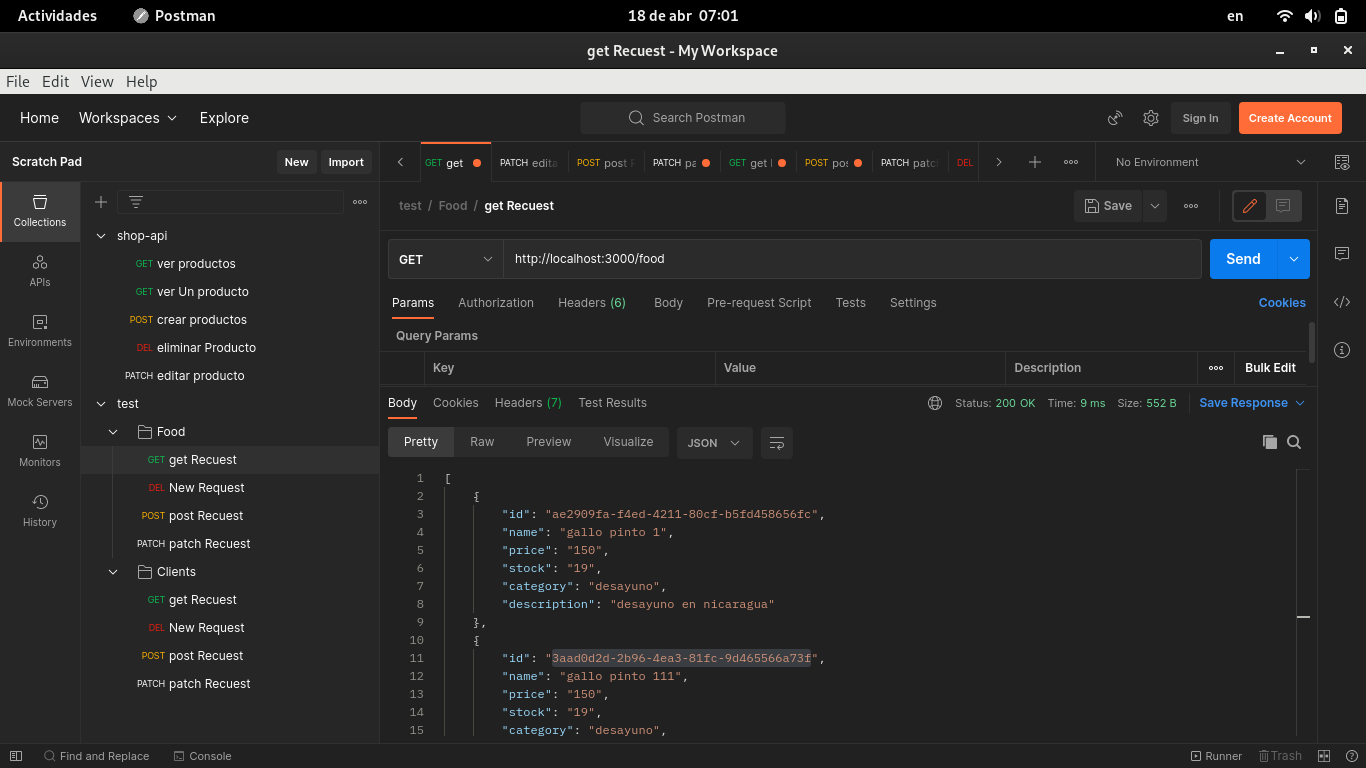 Actividades Postman 18 de abr 07:01 en
get Recuest - My Workspace
File Edit View Help
Home Workspaces Explore Search Postman Sign In Create Account
Scratch Pad New Import GET get PATCH edita POST post PATCH pa GET get POST pos PATCH patc DEL No Environment
test / Food / get Recuest Save
Collections
APIs
Environments
Mock Servers
Monitors
History
shop-api
GET ver productos
GET ver Un producto
POST crear productos
DEL eliminar Producto
PATCH editar producto
test
Food
GET get Recuest
DEL New Request
POST post Recuest
PATCH patch Recuest
Clients
GET get Recuest
DEL New Request
POST post Recuest
PATCH patch Recuest
GET http://localhost:3000/food Send
Params Authorization Headers (6) Body Pre-request Script Tests Settings Cookies
Query Params
Key Value Description Bulk Edit
Body Cookies Headers (7) Test Results Status: 200 OK Time: 9 ms Size: 552 B Save Response
Pretty Raw Preview Visualize JSON
1 [
2 {
3 "id": "ae2909fa-f4ed-4211-80cf-b5fd458656fc",
4 "name": "gallo pinto 1",
5 "price": "150",
6 "stock": "19",
7 "category": "desayuno",
8 "description": "desayuno en nicaragua"
9 },
10 {
11 "id": "3aad0d2d-2b96-4ea3-81fc-9d465566a73f",
12 "name": "gallo pinto 111",
13 "price": "150",
14 "stock": "19",
15 "category": "desayuno",
Find and Replace Console Runner Trash